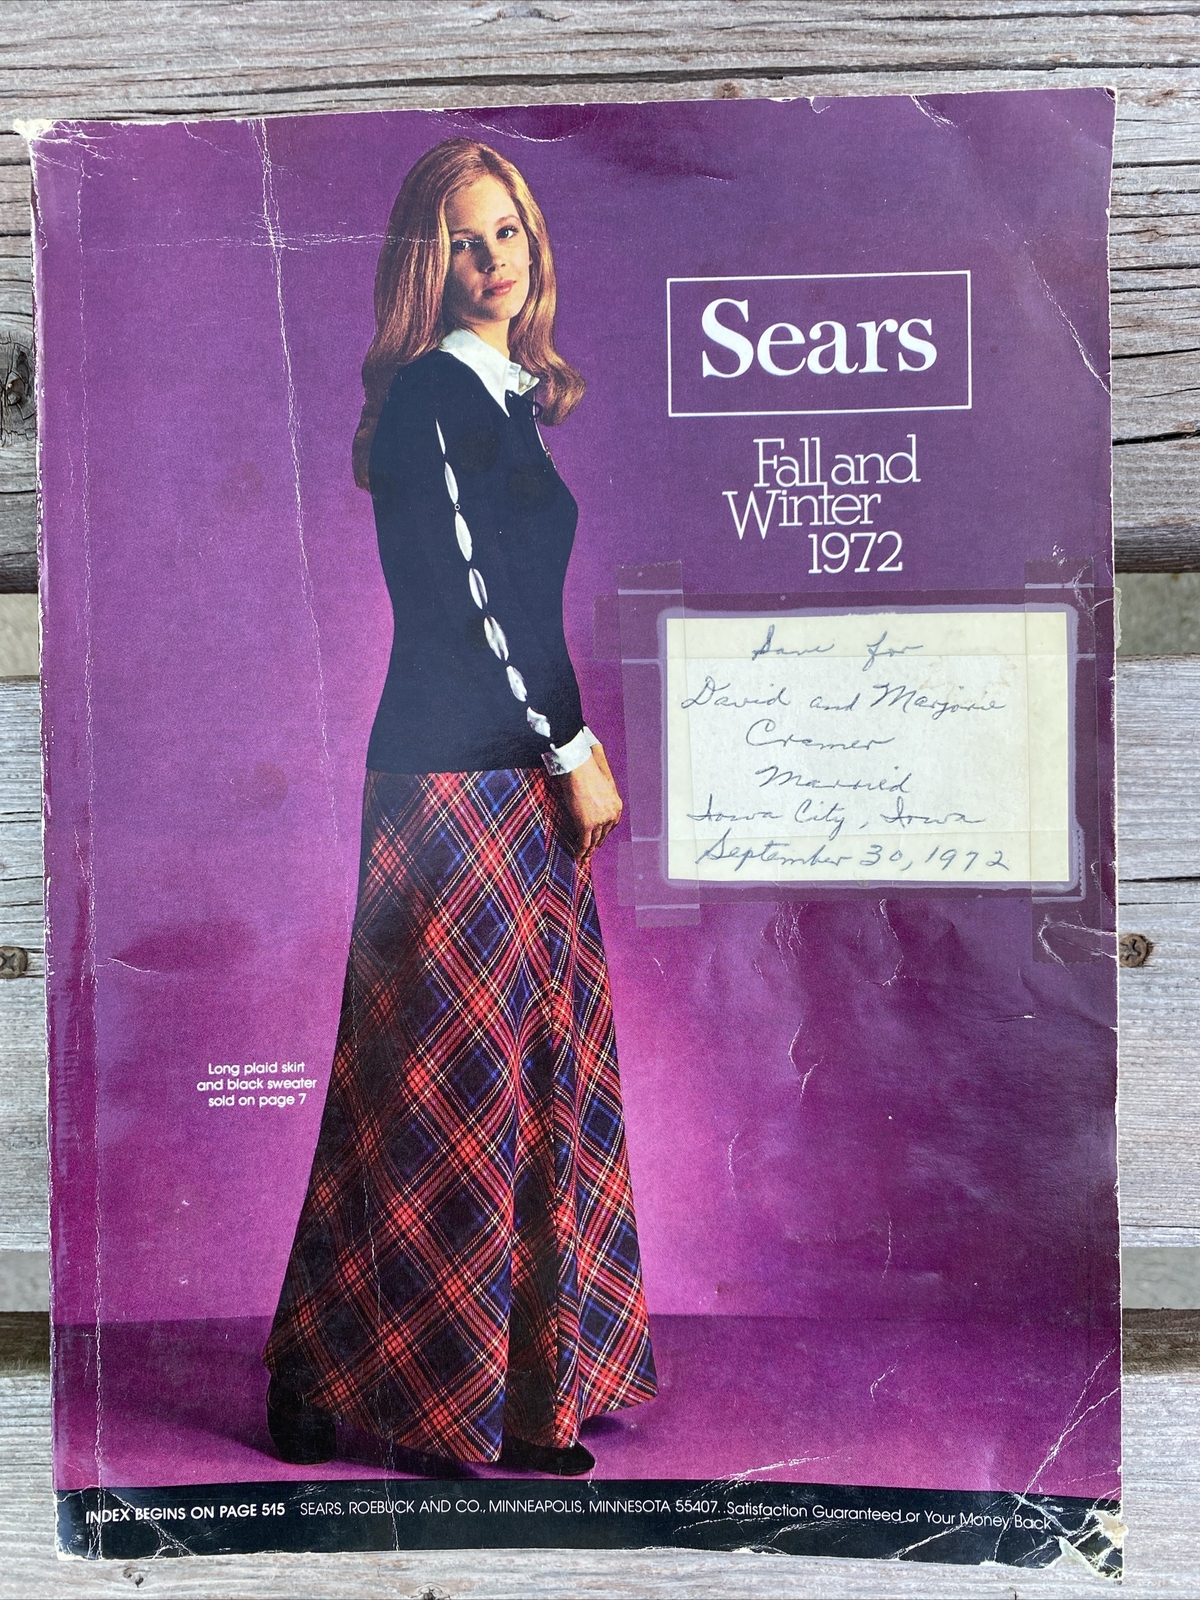 Sears
Fall and
Winter
1972
Save for
David and Marjorie
Cramer
Married
Iowa City, Iowa
September 30, 1972
Long plaid skirt
and black sweater
sold on page 7
INDEX BEGINS ON PAGE 515 SEARS, ROEBUCK AND CO., MINNEAPOLIS, MINNESOTA 55407. Satisfaction Guaranteed or Your Money Back